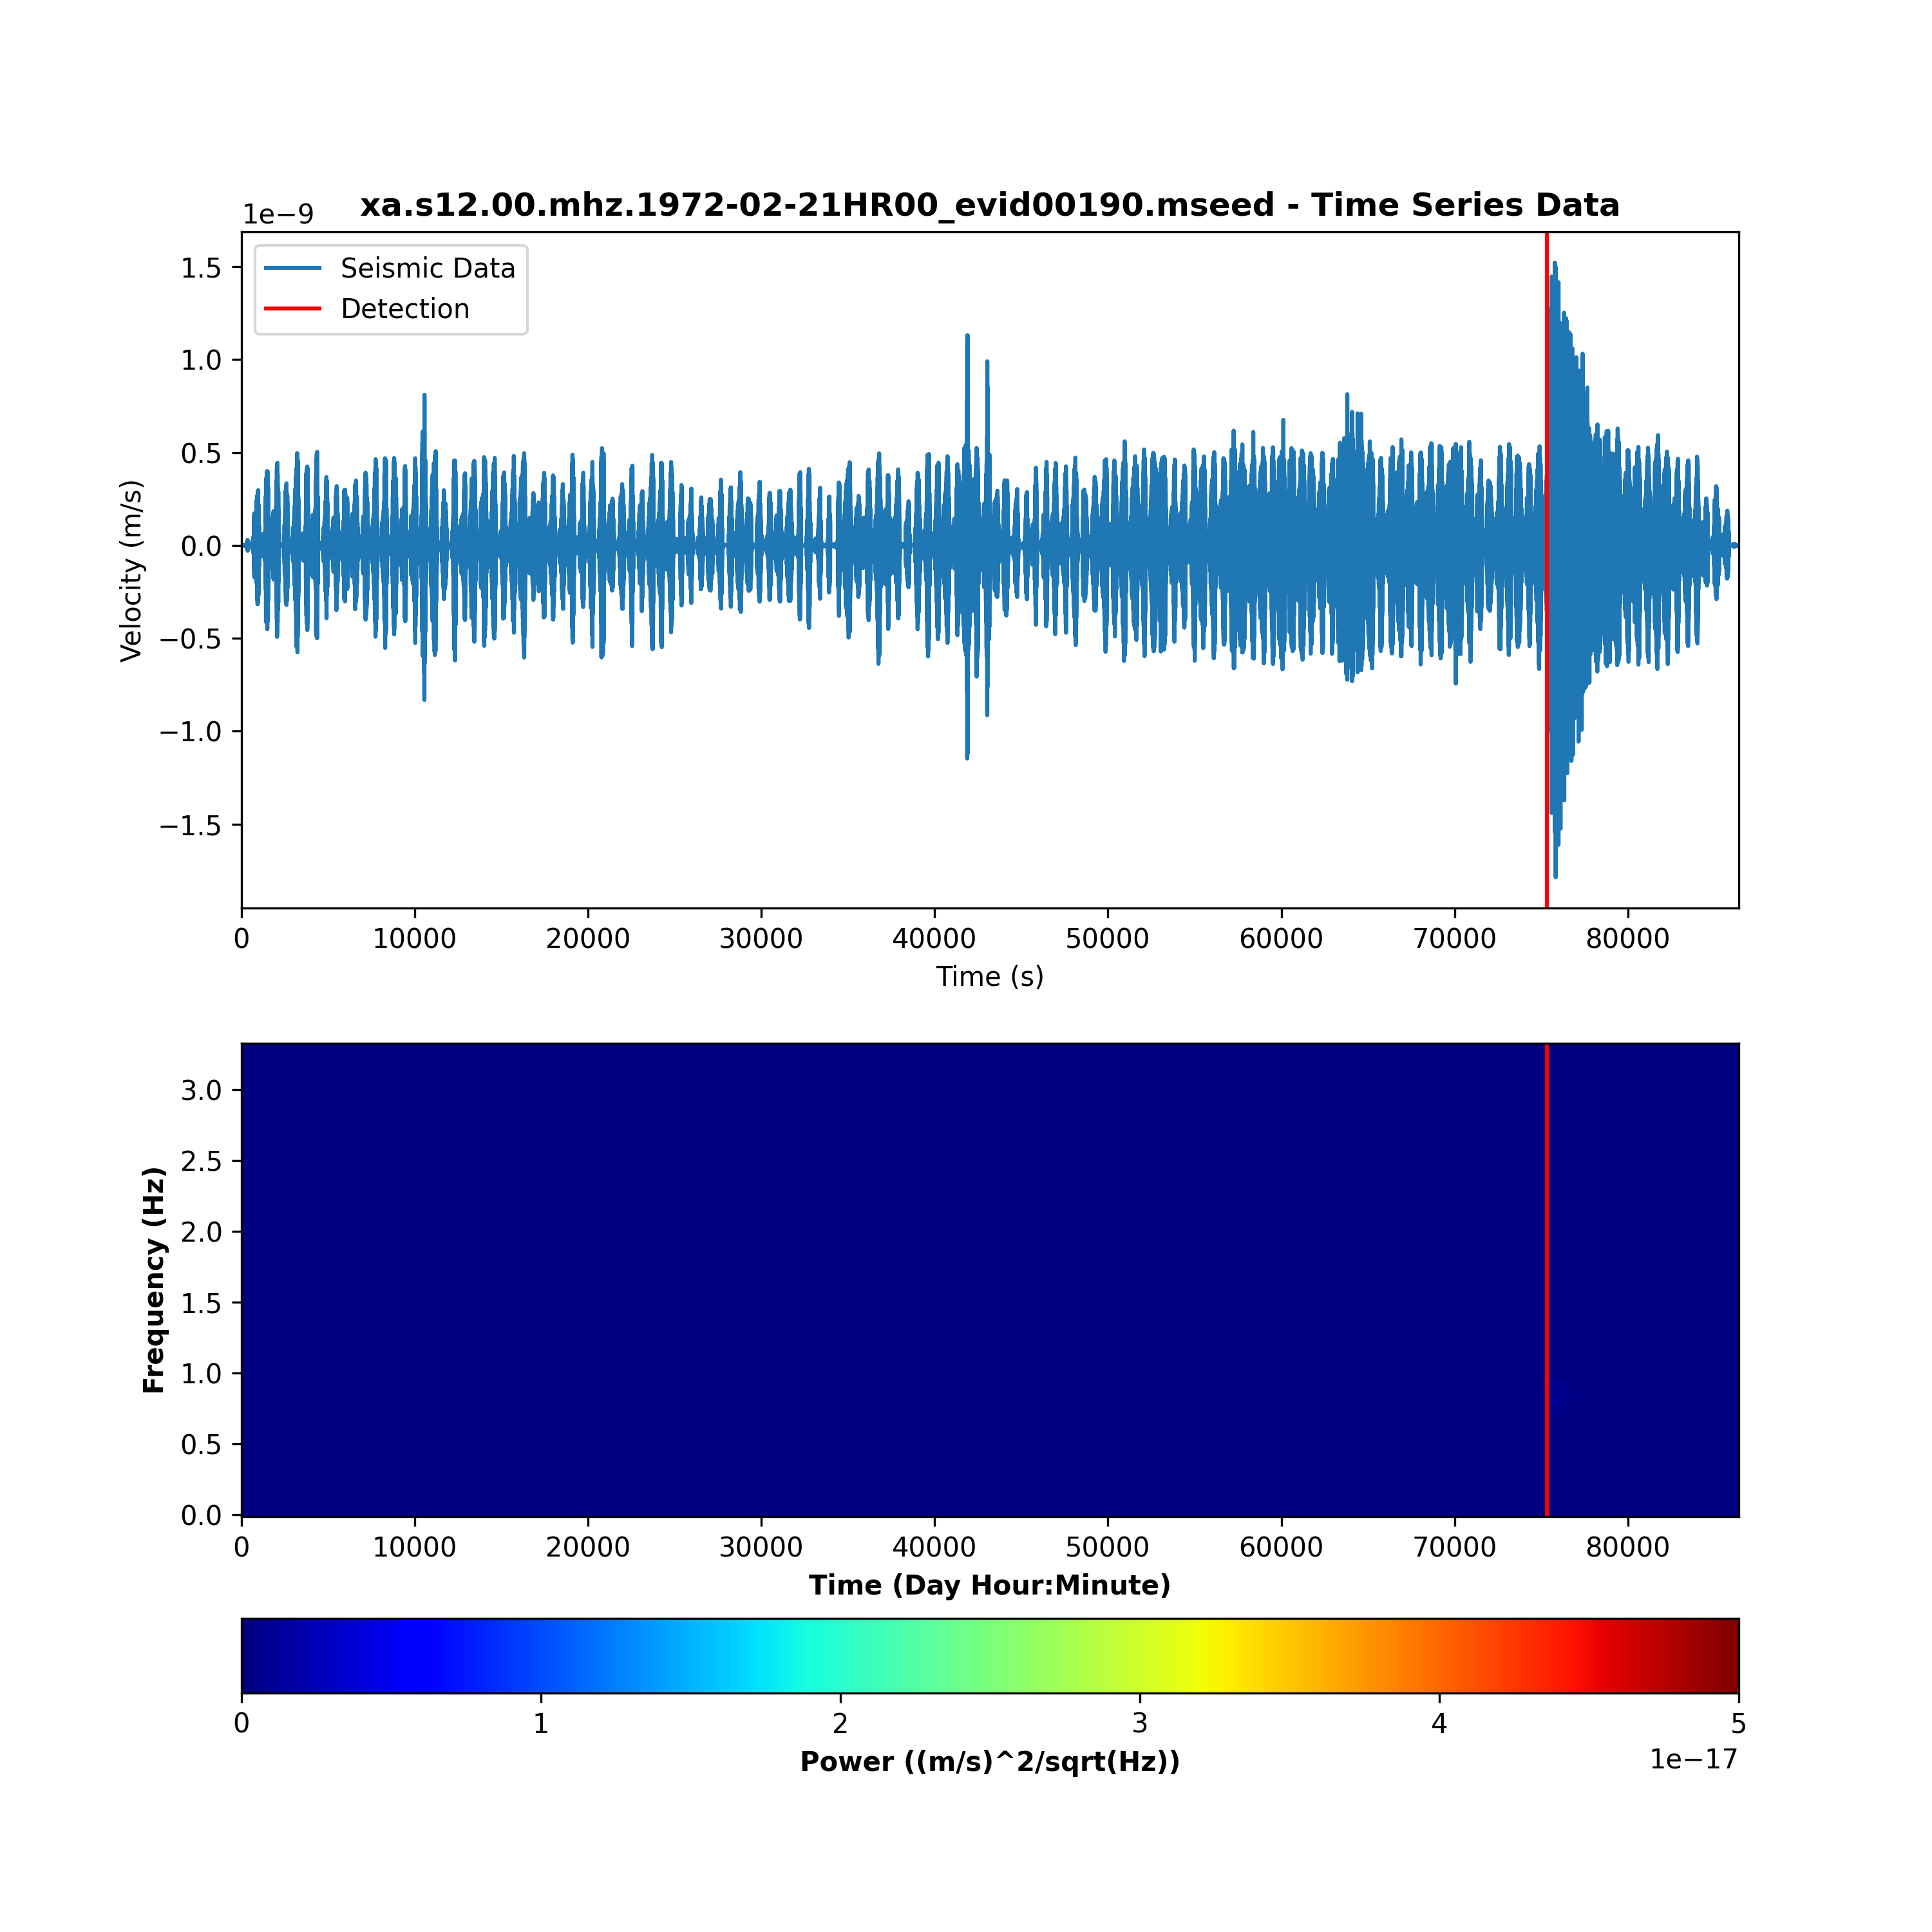 1e−9
xa.s12.00.mhz.1972-02-21HR00_evid00190.mseed - Time Series Data
Seismic Data
Detection
1.5
1.0
0.5
0.0
−0.5
−1.0
−1.5
Velocity (m/s)
0 10000 20000 30000 40000 50000 60000 70000 80000
Time (s)
3.0
2.5
2.0
1.5
1.0
0.5
0.0
Frequency (Hz)
0 10000 20000 30000 40000 50000 60000 70000 80000
Time (Day Hour:Minute)
0 1 2 3 4 5
Power ((m/s)^2/sqrt(Hz))
1e−17